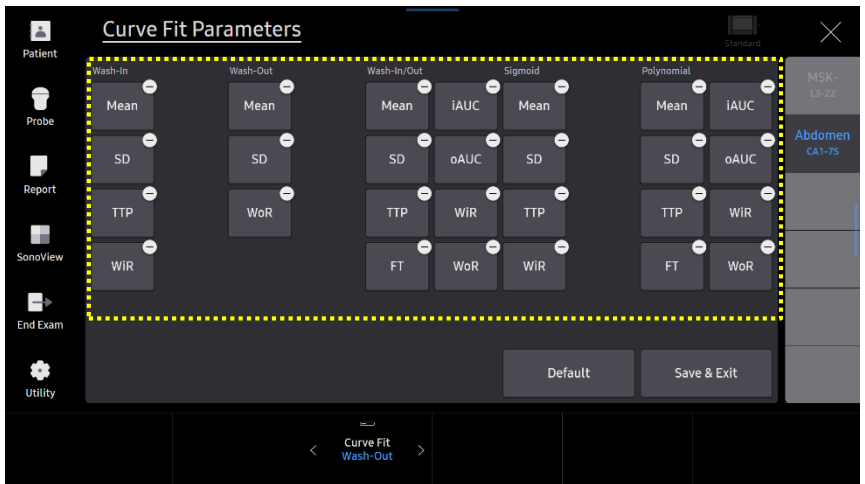 Patient
Curve Fit Parameters
Standard
Wash-In Wash-Out Wash-In/Out Sigmoid Polynomial
MSK-
L3-22
Mean Mean Mean iAUC Mean Mean iAUC
Probe
Abdomen
CA1-7S
SD SD SD oAUC SD SD oAUC
Report
TTP WoR TTP WiR TTP TTP WiR
SonoView
WiR FT WoR WiR FT WoR
End Exam
Default Save & Exit
Utility
< Curve Fit >
Wash-Out